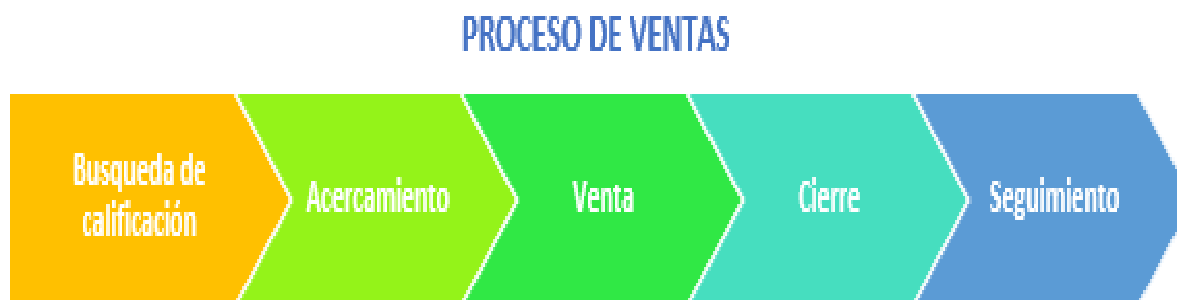 PROCESO DE VENTAS
Busqueda de
calificación
Acercamiento
Venta
Cierre
Seguimiento